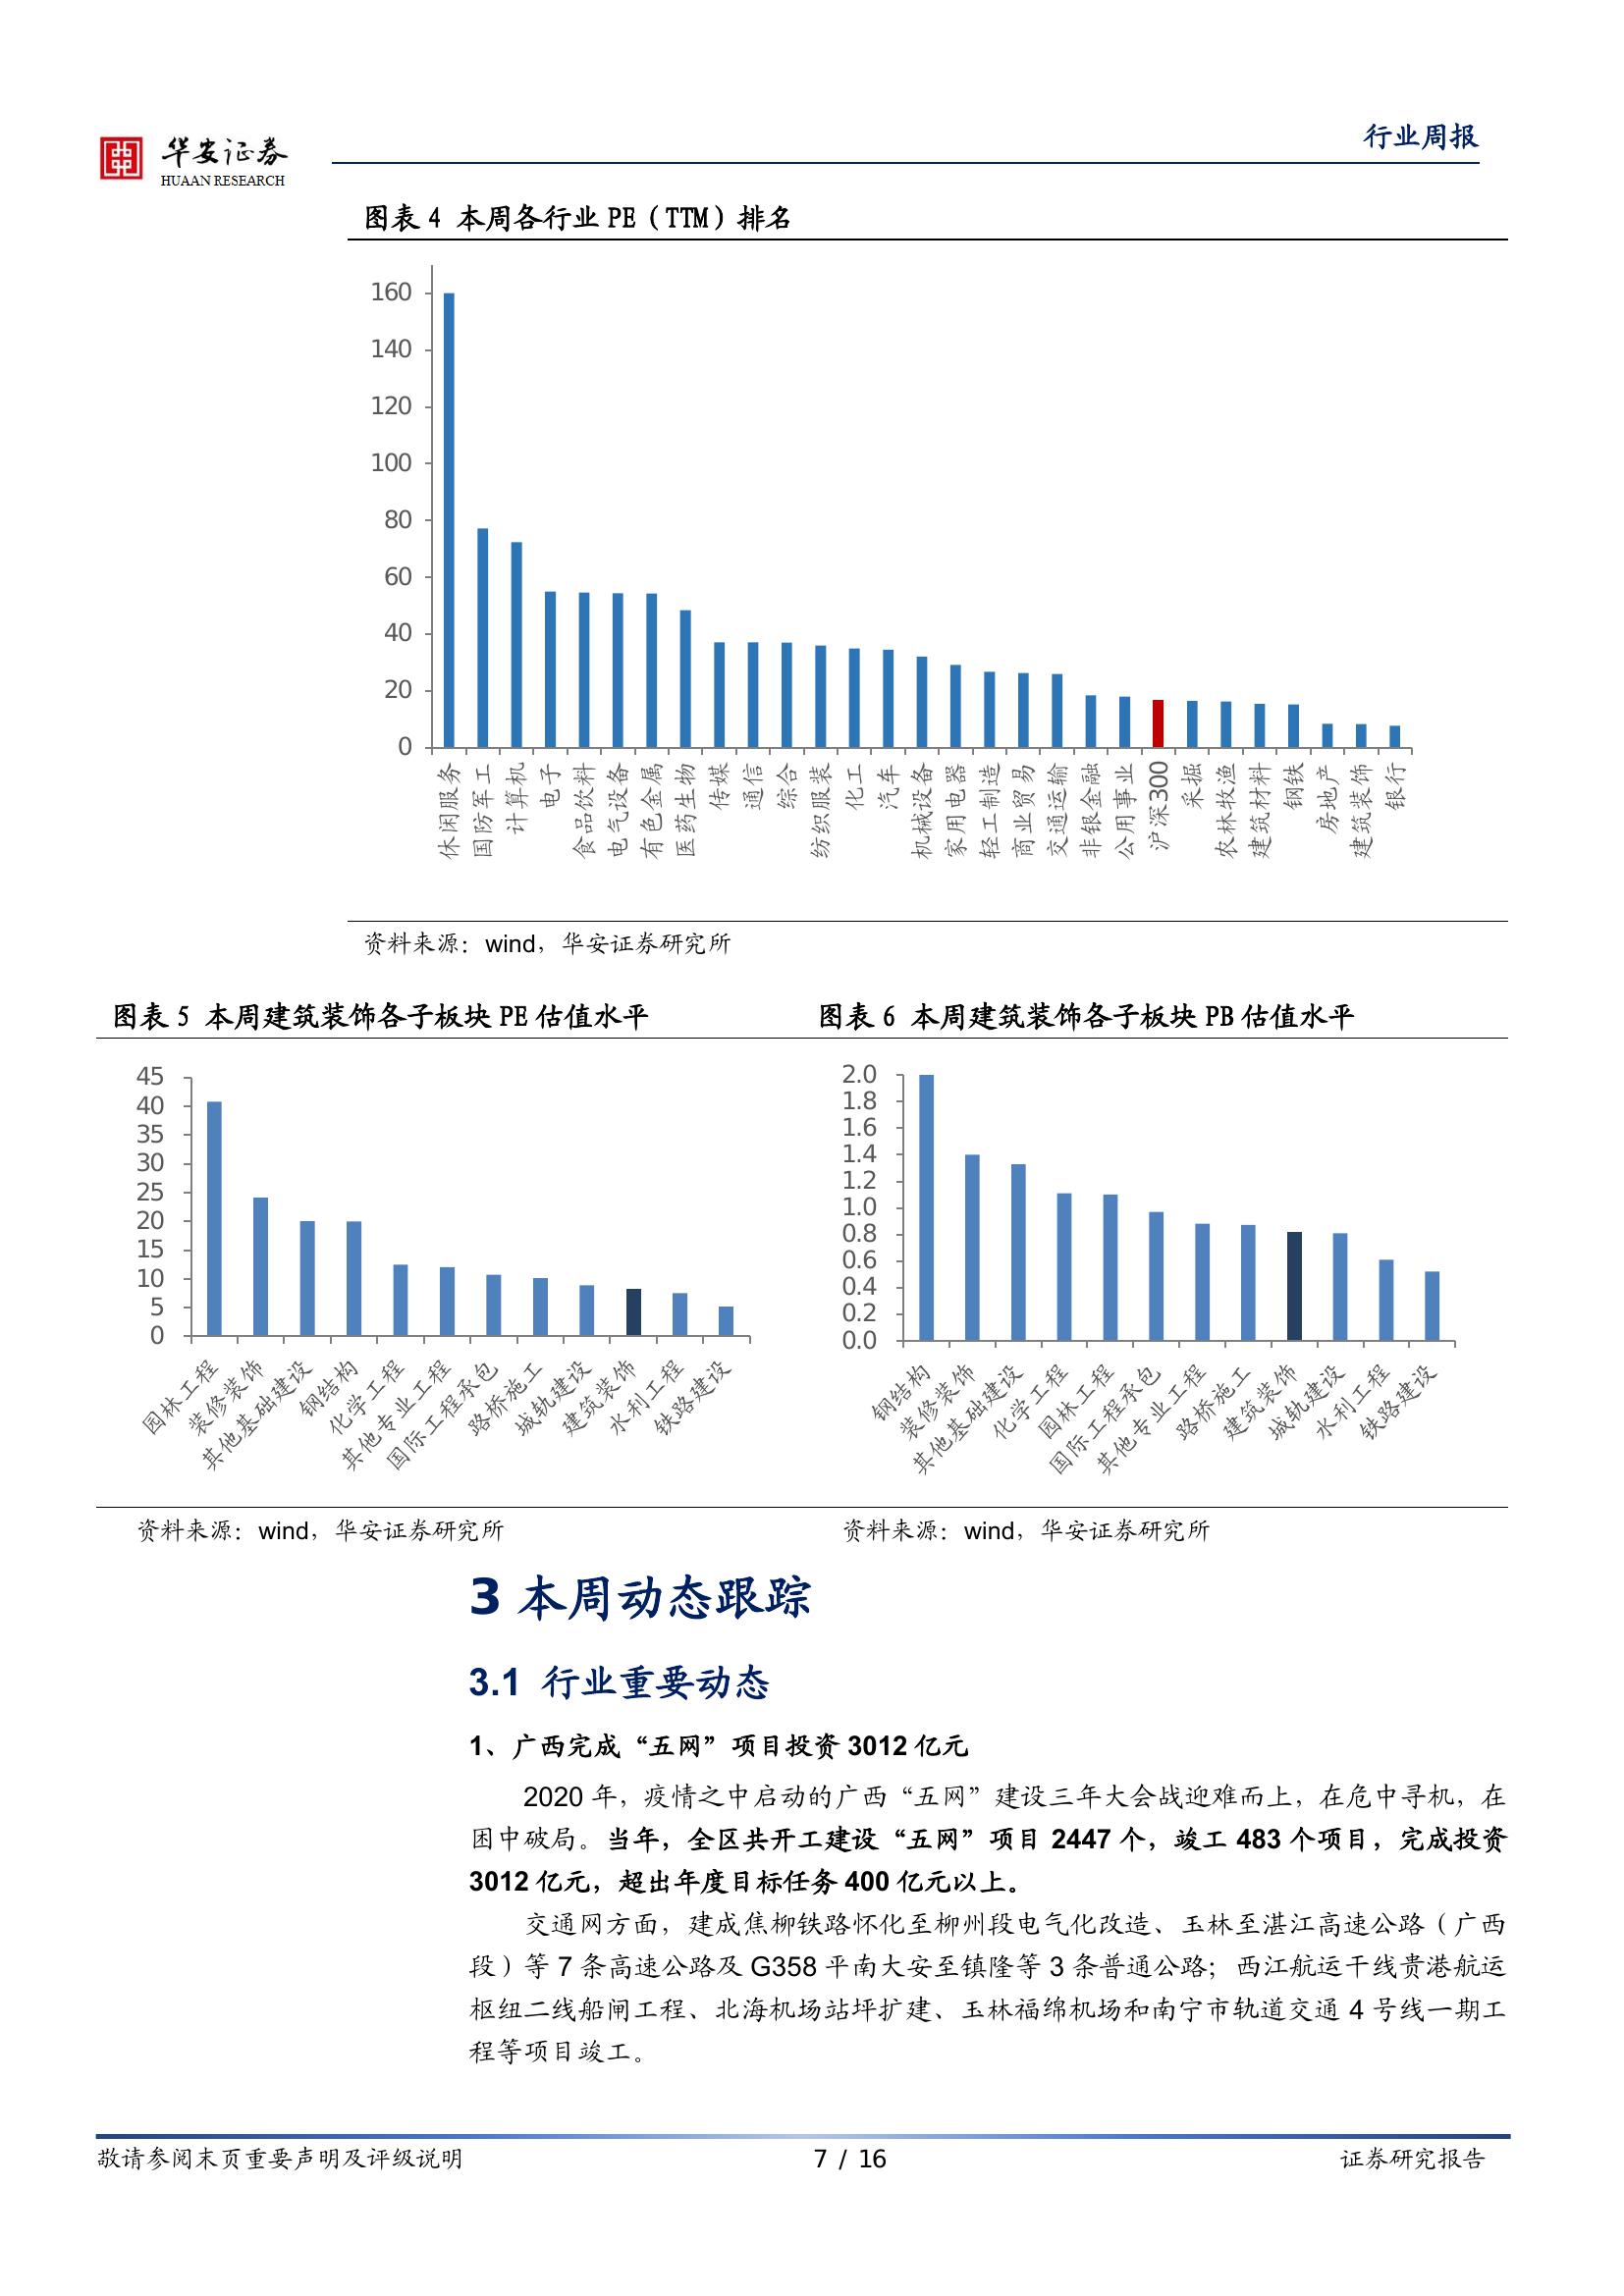 华安证券
HUAAN RESEARCH
行业周报
图表 4 本周各行业 PE（TTM）排名
160
140
120
100
80
60
40
20
0
休闲服务
国防军工
计算机
电子
食品饮料
电气设备
有色金属
医药生物
传媒
通信
综合
纺织服装
化工
汽车
机械设备
家用电器
轻工制造
商业贸易
交通运输
非银金融
公用事业
沪深300
采掘
农林牧渔
建筑材料
钢铁
房地产
建筑装饰
银行
资料来源：wind，华安证券研究所
图表 5 本周建筑装饰各子板块 PE 估值水平
45
40
35
30
25
20
15
10
5
0
园林工程
装修装饰
其他基础建设
钢结构
化学工程
其他专业工程
国际工程承包
路桥施工
城轨建设
建筑装饰
水利工程
铁路建设
资料来源：wind，华安证券研究所
图表 6 本周建筑装饰各子板块 PB 估值水平
2.0
1.8
1.6
1.4
1.2
1.0
0.8
0.6
0.4
0.2
0.0
钢结构
装修装饰
其他基础建设
化学工程
园林工程
国际工程承包
其他专业工程
路桥施工
建筑装饰
城轨建设
水利工程
铁路建设
资料来源：wind，华安证券研究所
3 本周动态跟踪
3.1 行业重要动态
1、广西完成“五网”项目投资 3012 亿元
2020 年，疫情之中启动的广西“五网”建设三年大会战迎难而上，在危中寻机，在
困中破局。当年，全区共开工建设“五网”项目 2447 个，竣工 483 个项目，完成投资
3012 亿元，超出年度目标任务 400 亿元以上。
交通网方面，建成焦柳铁路怀化至柳州段电气化改造、玉林至湛江高速公路（广西
段）等 7 条高速公路及 G358 平南大安至镇隆等 3 条普通公路；西江航运干线贵港航运
枢纽二线船闸工程、北海机场站坪扩建、玉林福绵机场和南宁市轨道交通 4 号线一期工
程等项目竣工。
敬请参阅末页重要声明及评级说明
7 / 16
证券研究报告